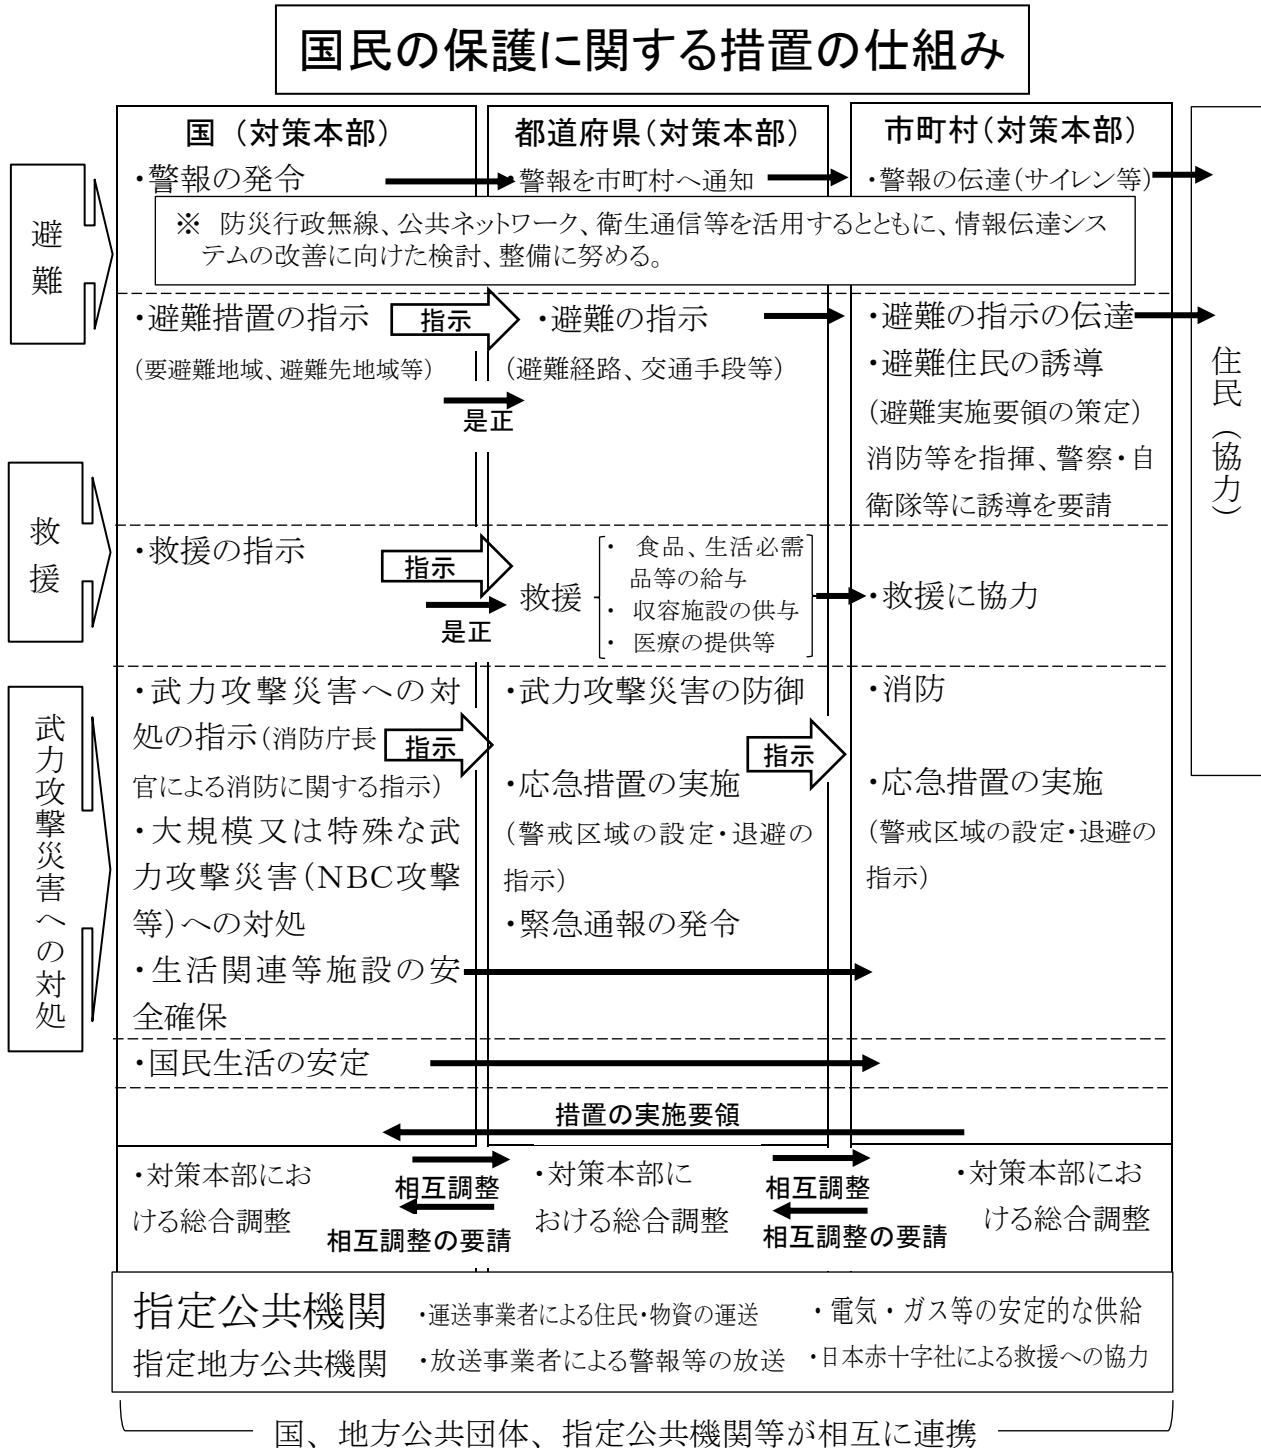 国民の保護に関する措置の仕組み
国 (対策本部)
都道府県(対策本部)
市町村(対策本部)
避難
・警報の発令
・警報を市町村へ通知
・警報の伝達(サイレン等)
※ 防災行政無線、公共ネットワーク、衛生通信等を活用するとともに、情報伝達シス
テムの改善に向けた検討、整備に努める。
・避難措置の指示
(要避難地域、避難先地域等)
指示
是正
・避難の指示
(避難経路、交通手段等)
・避難の指示の伝達
・避難住民の誘導
(避難実施要領の策定)
消防等を指揮、警察・自
衛隊等に誘導を要請
住民(協力)
救援
・救援の指示
指示
是正
救援
・ 食品、生活必需
品等の給与
・ 収容施設の供与
・ 医療の提供等
・救援に協力
武力攻撃災害への対処
・武力攻撃災害への対
処の指示(消防庁長
官による消防に関する指示)
・大規模又は特殊な武
力攻撃災害(NBC攻撃
等)への対処
・生活関連等施設の安
全確保
指示
・武力攻撃災害の防御
・応急措置の実施
(警戒区域の設定・退避の
指示)
・緊急通報の発令
指示
・消防
・応急措置の実施
(警戒区域の設定・退避の
指示)
・国民生活の安定
措置の実施要領
・対策本部にお
ける総合調整
相互調整
相互調整の要請
・対策本部に
おける総合調整
相互調整
相互調整の要請
・対策本部にお
ける総合調整
指定公共機関
指定地方公共機関
・運送事業者による住民・物資の運送
・電気・ガス等の安定的な供給
・放送事業者による警報等の放送
・日本赤十字社による救援への協力
国、地方公共団体、指定公共機関等が相互に連携